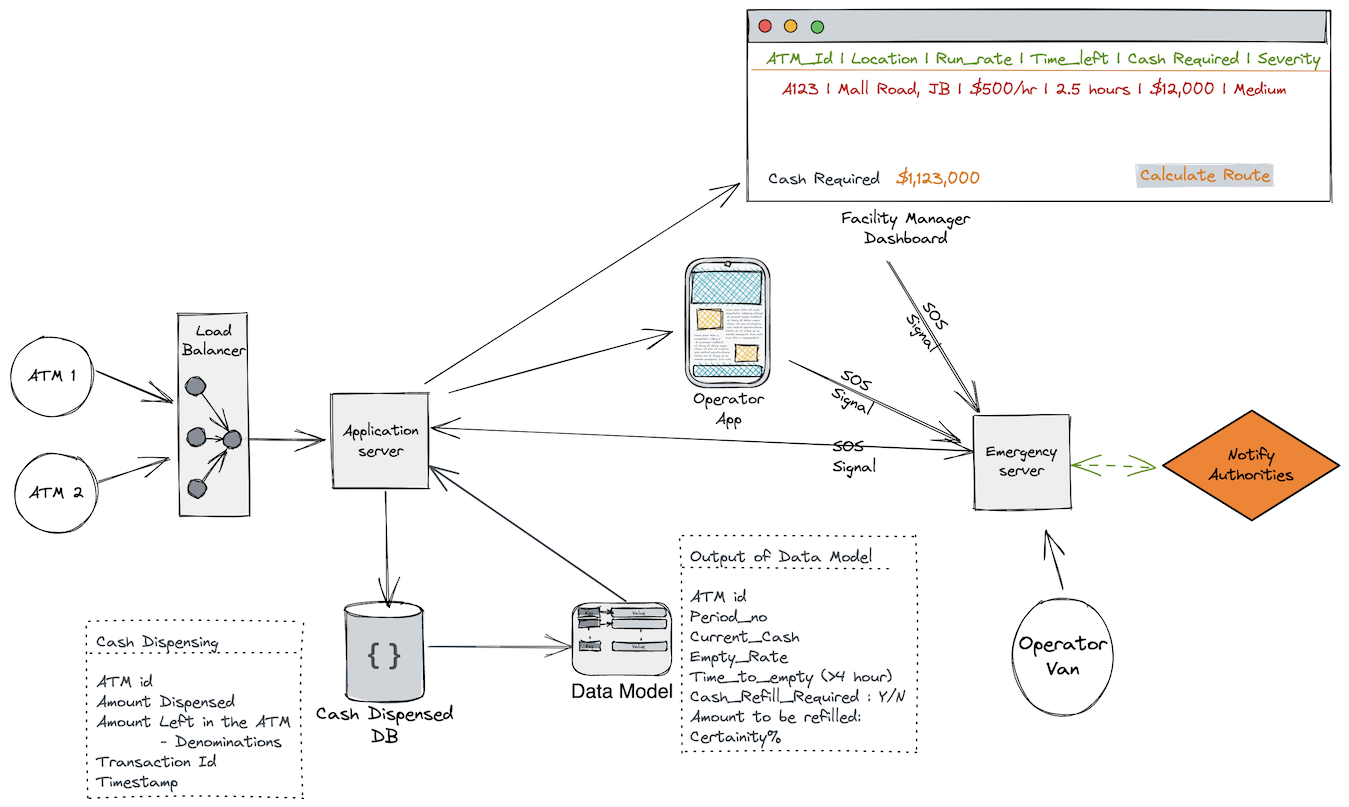 ATM_Id | Location | Run_rate | Time_left | Cash Required | Severity
A123 | Mall Road, JB | $500/hr | 2.5 hours | $12,000 | Medium
Cash Required $1,123,000
Calculate Route
Facility Manager
Dashboard
SOS
Signal
Load
Balancer
ATM 1
ATM 2
Application
server
Operator
App
SOS
Signal
SOS
Signal
Emergency
server
Notify
Authorities
Operator
Van
Cash Dispensing
ATM id
Amount Dispensed
Amount Left in the ATM
- Denominations
Transaction Id
Timestamp
{ }
Cash Dispensed
DB
Key
Value
Key
Key
Value
Data Model
Output of Data Model
ATM id
Period_no
Current_Cash
Empty_Rate
Time_to_empty (>4 hour)
Cash_Refill_Required : Y/N
Amount to be refilled:
Certainity%